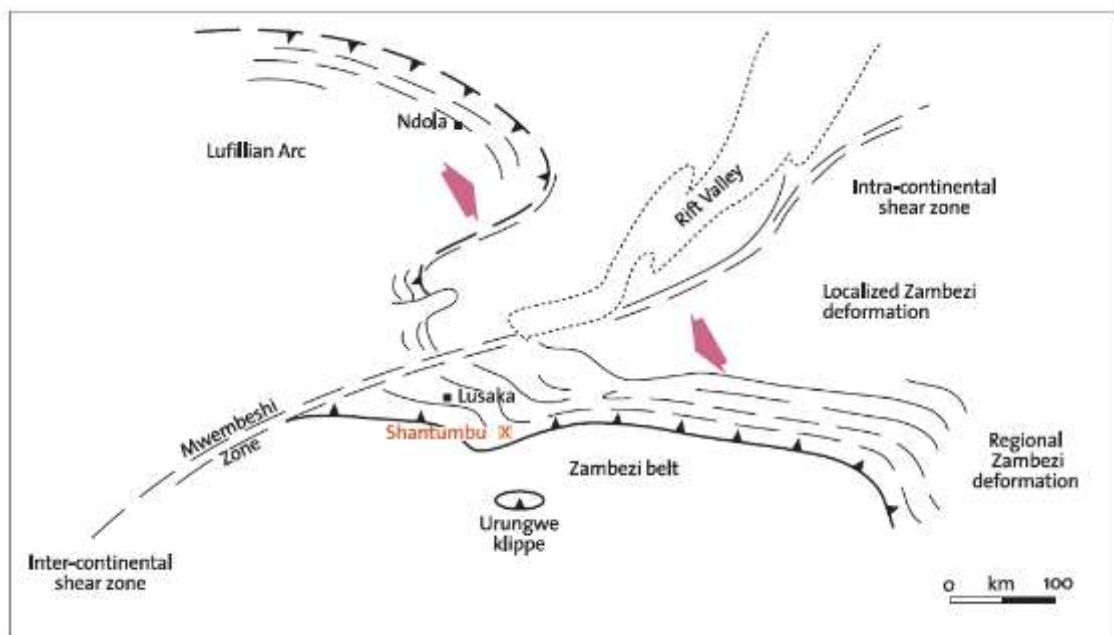 Ndola
Lufillian Arc
Rift Valley
Intra-continental
shear zone
Localized Zambezi
deformation
Lusaka
Mwembeshi
Zone
Shantumbu X
Zambezi belt
Regional
Zambezi
deformation
Urungwe
klippe
Inter-continental
shear zone
0 km 100